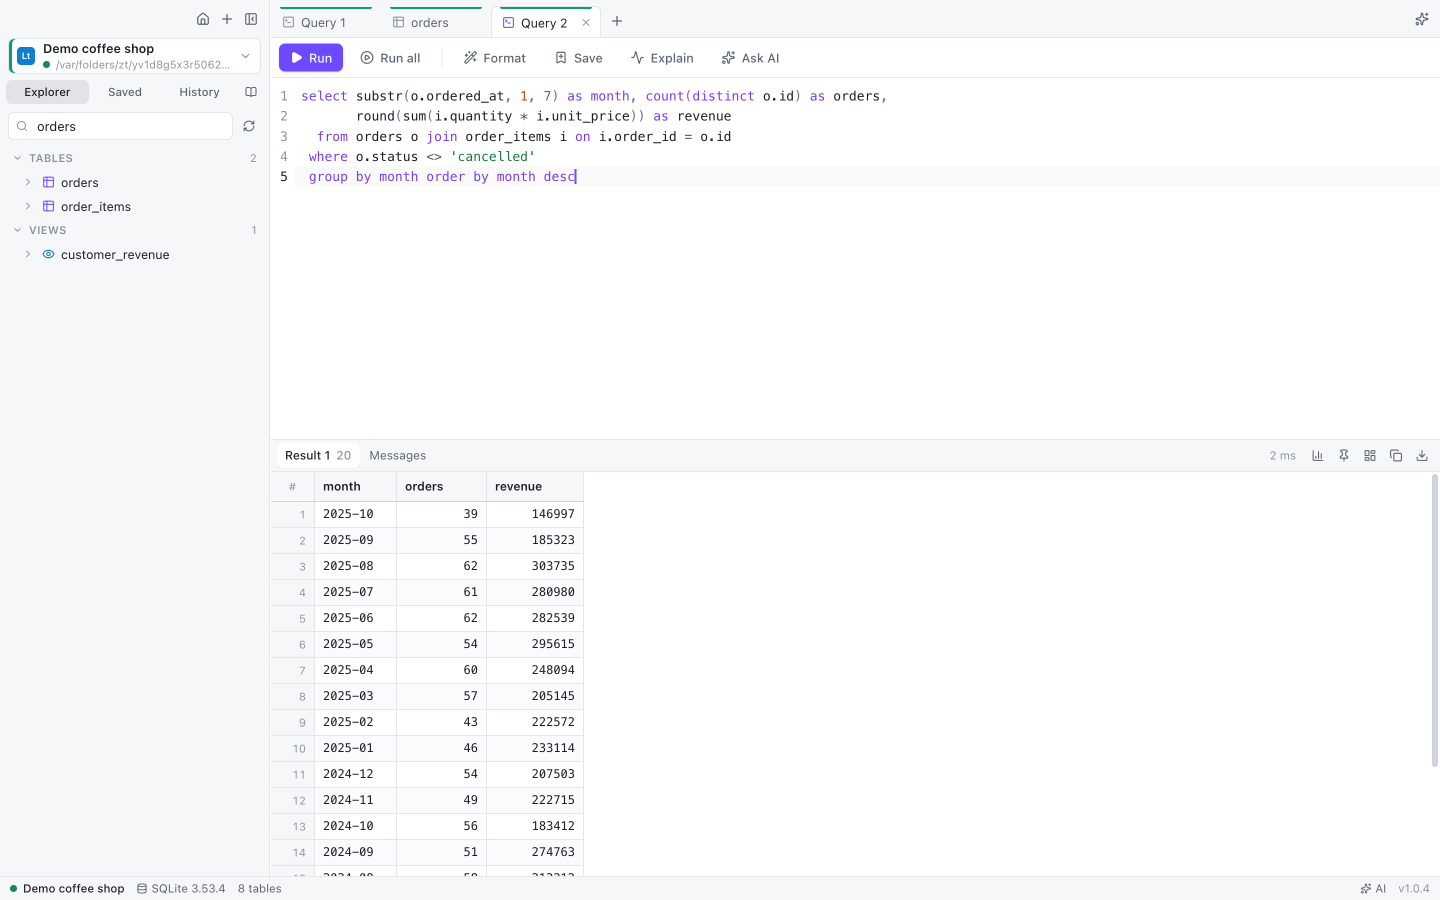 Demo coffee shop
/var/folders/zt/yv1d8g5x3r5062...
Explorer Saved History
orders
TABLES 2
orders
order_items
VIEWS 1
customer_revenue
Query 1 orders Query 2
Run Run all Format Save Explain Ask AI
1 select substr(o.ordered_at, 1, 7) as month, count(distinct o.id) as orders,
2 round(sum(i.quantity * i.unit_price)) as revenue
3 from orders o join order_items i on i.order_id = o.id
4 where o.status <> 'cancelled'
5 group by month order by month desc
Result 1 20 Messages 2 ms
# month orders revenue
1 2025-10 39 146997
2 2025-09 55 185323
3 2025-08 62 303735
4 2025-07 61 280980
5 2025-06 62 282539
6 2025-05 54 295615
7 2025-04 60 248094
8 2025-03 57 205145
9 2025-02 43 222572
10 2025-01 46 233114
11 2024-12 54 207503
12 2024-11 49 222715
13 2024-10 56 183412
14 2024-09 51 274763
Demo coffee shop SQLite 3.53.4 8 tables AI v1.0.4